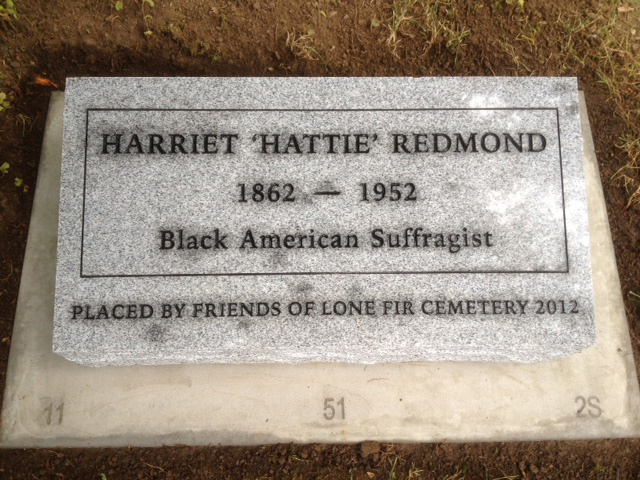 HARRIET 'HATTIE' REDMOND
1862 — 1952
Black American Suffragist
PLACED BY FRIENDS OF LONE FIR CEMETERY 2012
11 51 2S